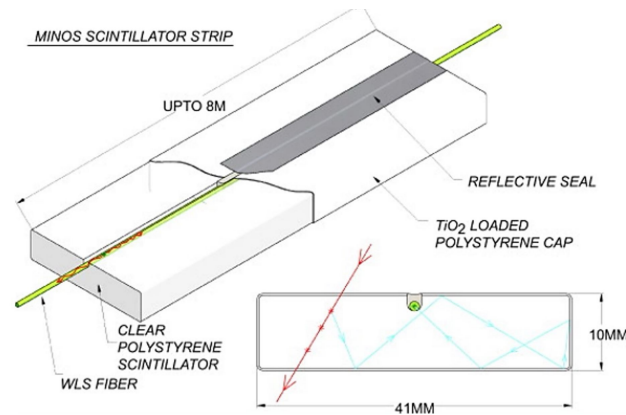 MINOS SCINTILLATOR STRIP
UPTO 8M
REFLECTIVE SEAL
TiO2 LOADED
POLYSTYRENE CAP
CLEAR
POLYSTYRENE
SCINTILLATOR
WLS FIBER
10MM
41MM